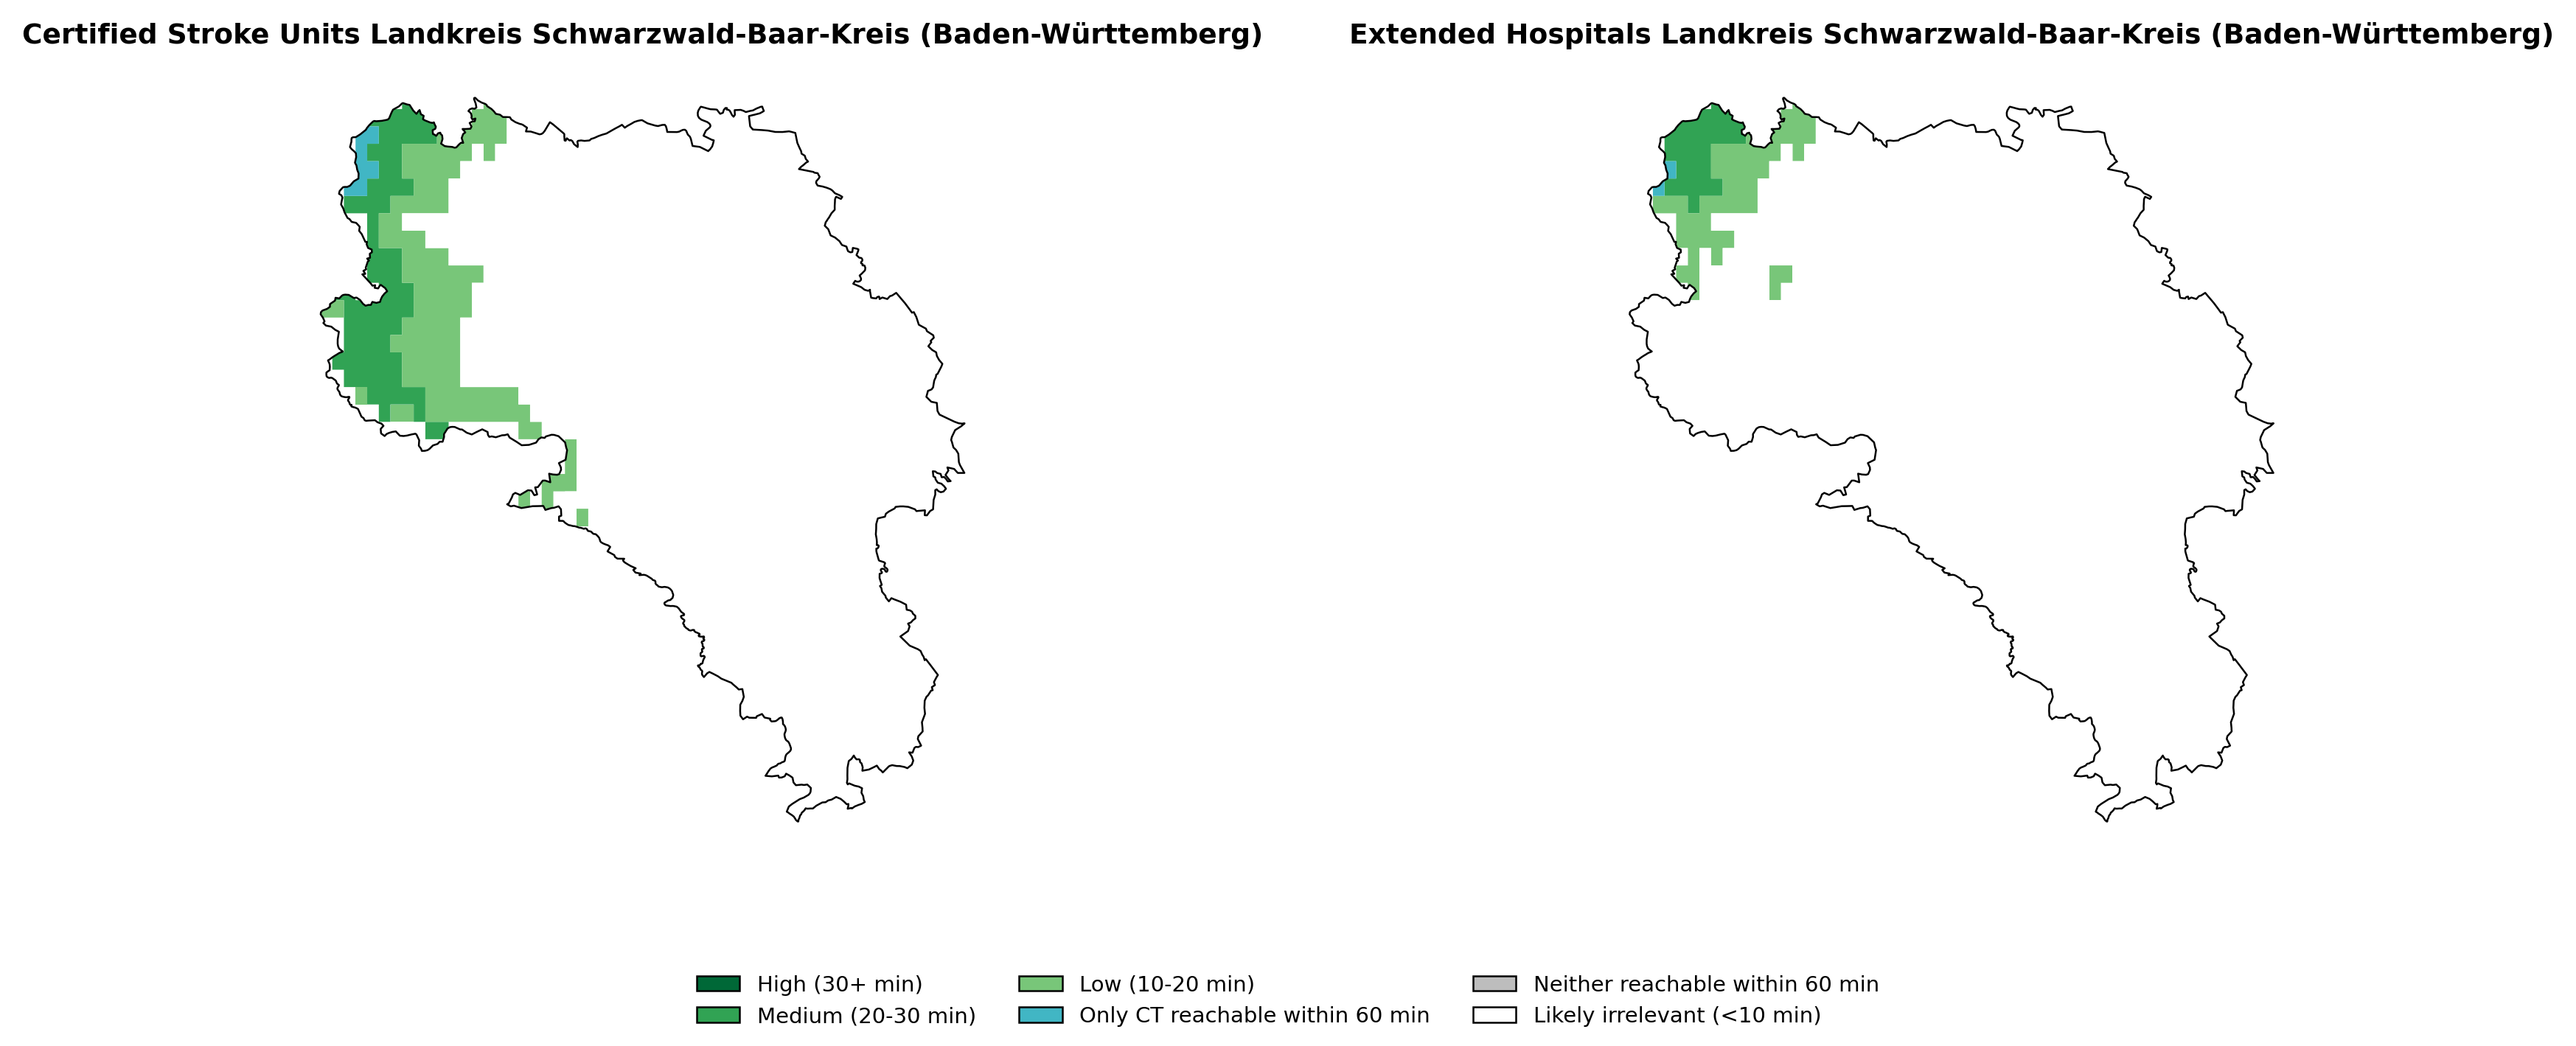 Certified Stroke Units Landkreis Schwarzwald-Baar-Kreis (Baden-Württemberg)
Extended Hospitals Landkreis Schwarzwald-Baar-Kreis (Baden-Württemberg)
High (30+ min)
Medium (20-30 min)
Low (10-20 min)
Only CT reachable within 60 min
Neither reachable within 60 min
Likely irrelevant (<10 min)